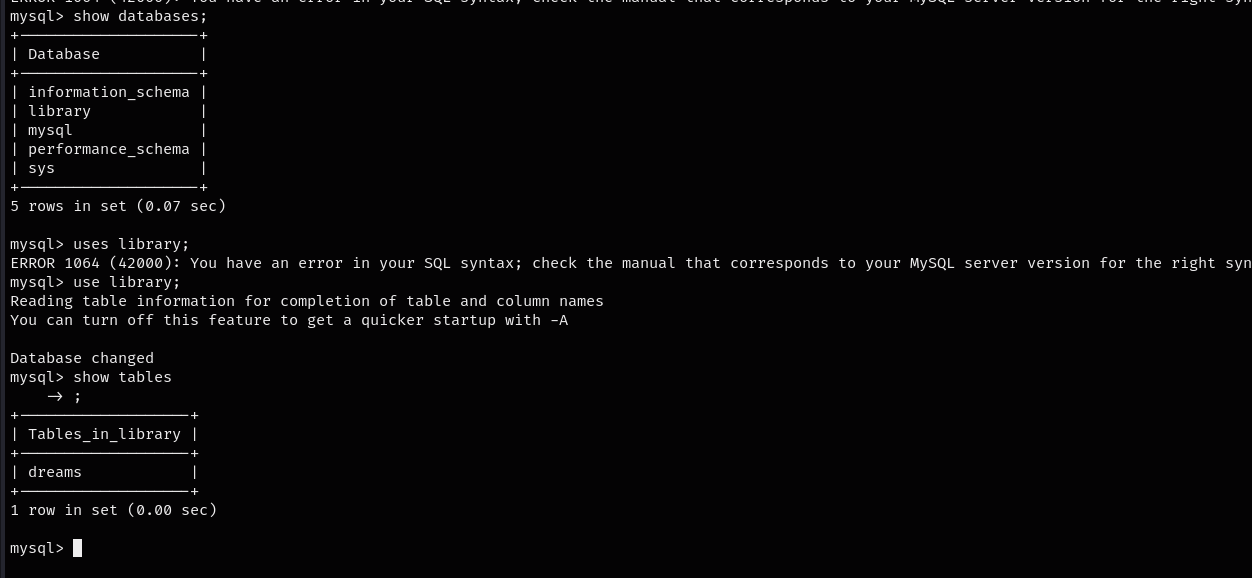 ERROR 1064 (42000): You have an error in your SQL syntax; check the manual that corresponds to your MySQL server version for the right syn
mysql> show databases;
+--------------------+
| Database           |
+--------------------+
| information_schema |
| library            |
| mysql              |
| performance_schema |
| sys                |
+--------------------+
5 rows in set (0.07 sec)

mysql> uses library;
ERROR 1064 (42000): You have an error in your SQL syntax; check the manual that corresponds to your MySQL server version for the right syn
mysql> use library;
Reading table information for completion of table and column names
You can turn off this feature to get a quicker startup with -A

Database changed
mysql> show tables
    -> ;
+-------------------+
| Tables_in_library |
+-------------------+
| dreams            |
+-------------------+
1 row in set (0.00 sec)

mysql>